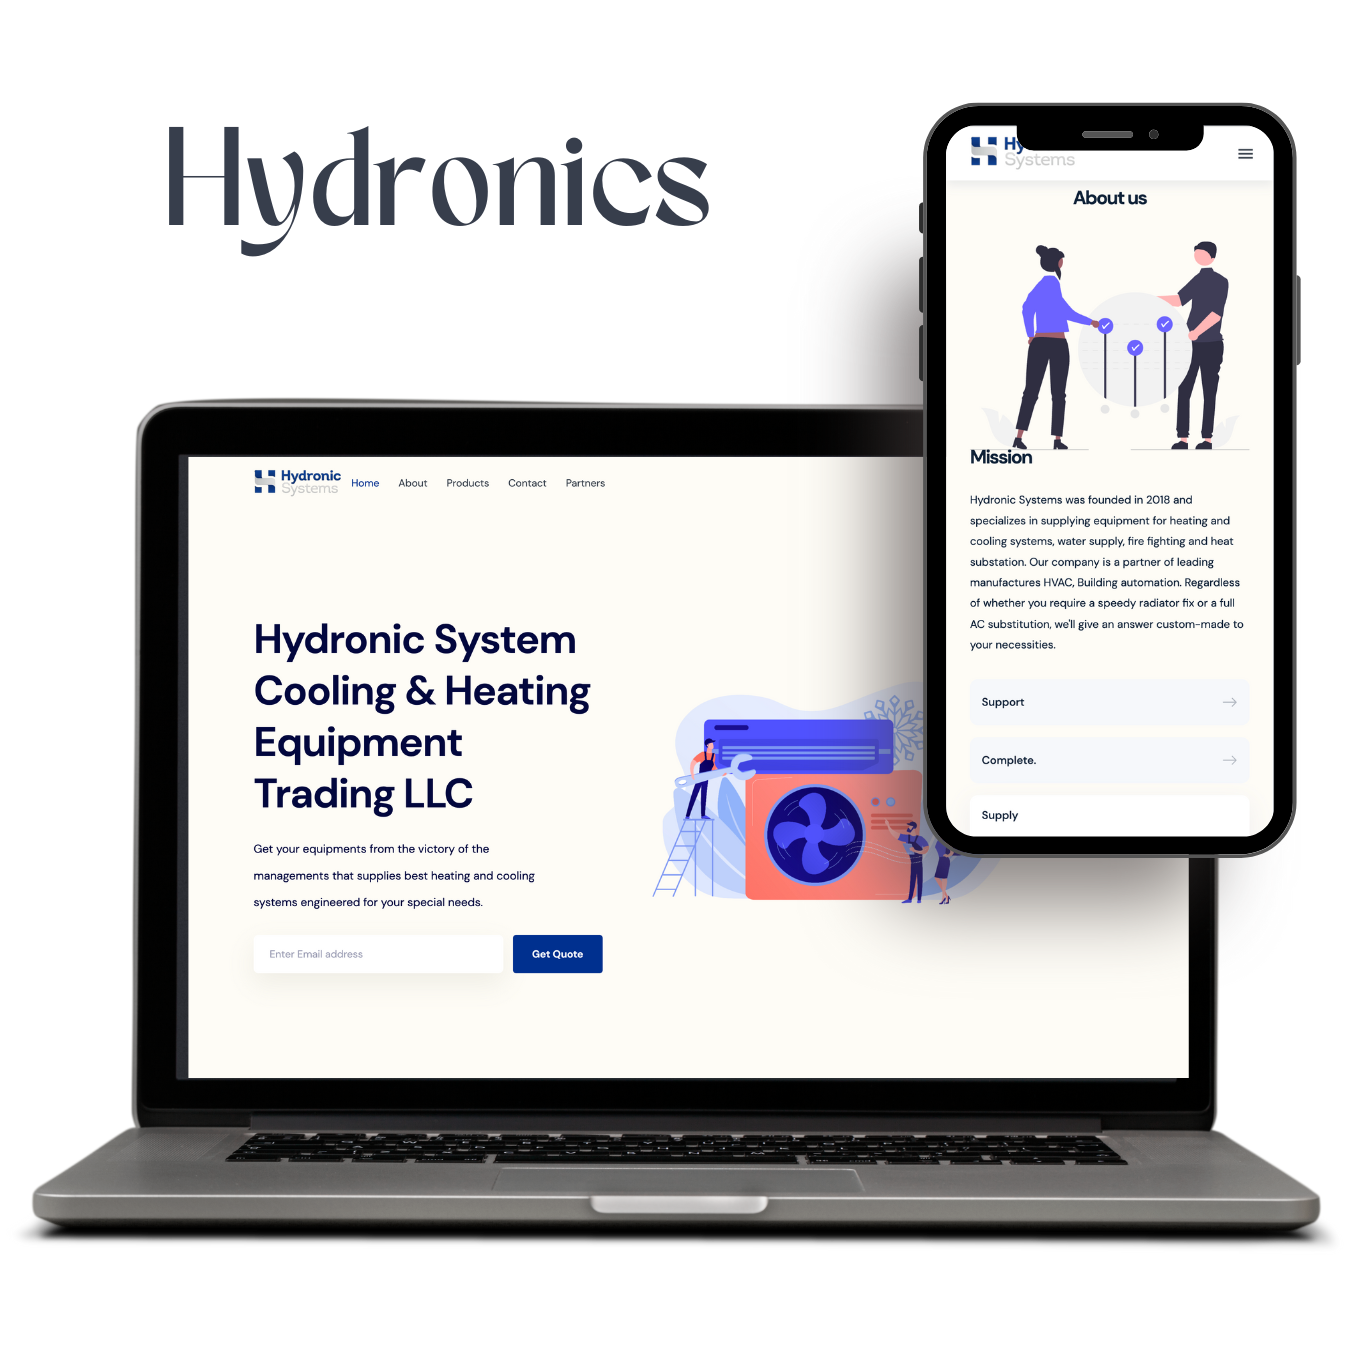 Hydronics
Hydronic
Systems
Home
About
Products
Contact
Partners
Hydronic System
Cooling & Heating
Equipment
Trading LLC
Get your equipments from the victory of the
managements that supplies best heating and cooling
systems engineered for your special needs.
Enter Email address
Get Quote
Hy
Systems
About us
Mission
Hydronic Systems was founded in 2018 and
specializes in supplying equipment for heating and
cooling systems, water supply, fire fighting and heat
substation. Our company is a partner of leading
manufactures HVAC, Building automation. Regardless
of whether you require a speedy radiator fix or a full
AC substitution, we'll give an answer custom-made to
your necessities.
Support
Complete.
Supply